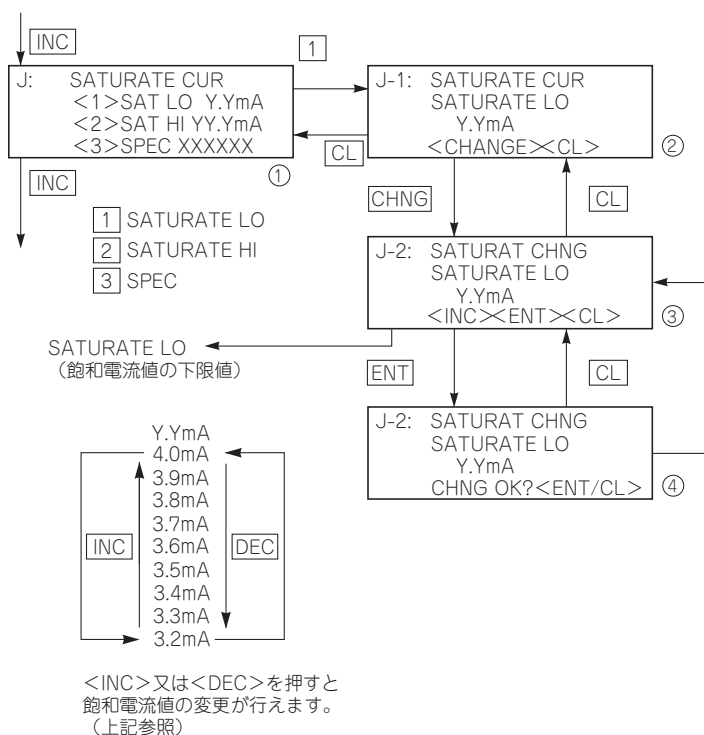 INC
J: SATURATE CUR
<1>SAT LO Y.YmA
<2>SAT HI YY.YmA
<3>SPEC XXXXXX
①
1
CL
J-1: SATURATE CUR
SATURATE LO
Y.YmA
<CHANGE><CL>
②
INC
1 SATURATE LO
2 SATURATE HI
3 SPEC
CHNG
CL
J-2: SATURAT CHNG
SATURATE LO
Y.YmA
<INC><ENT><CL>
③
SATURATE LO
（飽和電流値の下限値）
ENT
CL
J-2: SATURAT CHNG
SATURATE LO
Y.YmA
CHNG OK?<ENT/CL>
④
Y.YmA
4.0mA
3.9mA
3.8mA
3.7mA
3.6mA
3.5mA
3.4mA
3.3mA
3.2mA
INC
DEC
<INC>又は<DEC>を押すと
飽和電流値の変更が行えます。
（上記参照）